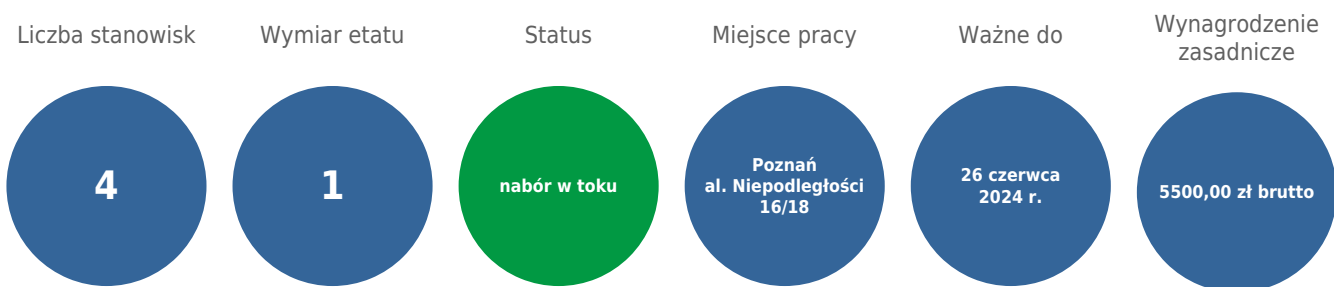 Liczba stanowisk
4
Wymiar etatu
1
Status
nabór w toku
Miejsce pracy
Poznań
al. Niepodległości
16/18
Ważne do
26 czerwca
2024 r.
Wynagrodzenie
zasadnicze
5500,00 zł brutto